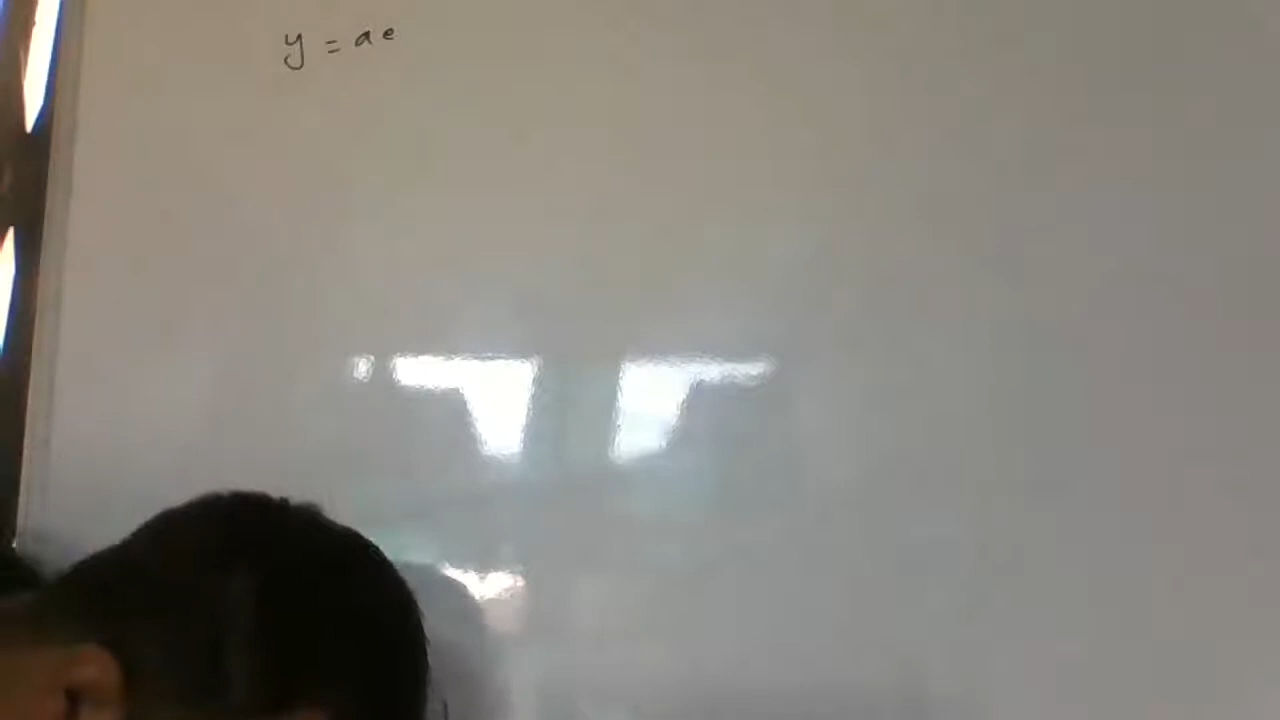 y = ae